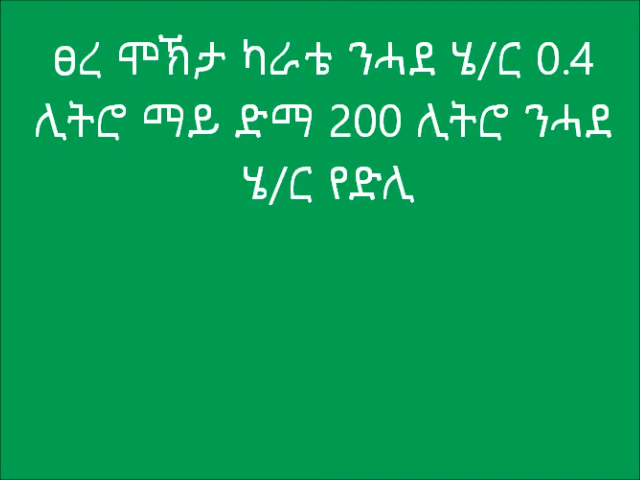 ፀረ ሞኽታ ካራቴ ንሓደ ሄ/ር 0.4
ሊትሮ ማይ ድማ 200 ሊትሮ ንሓደ
ሄ/ር የድሊ